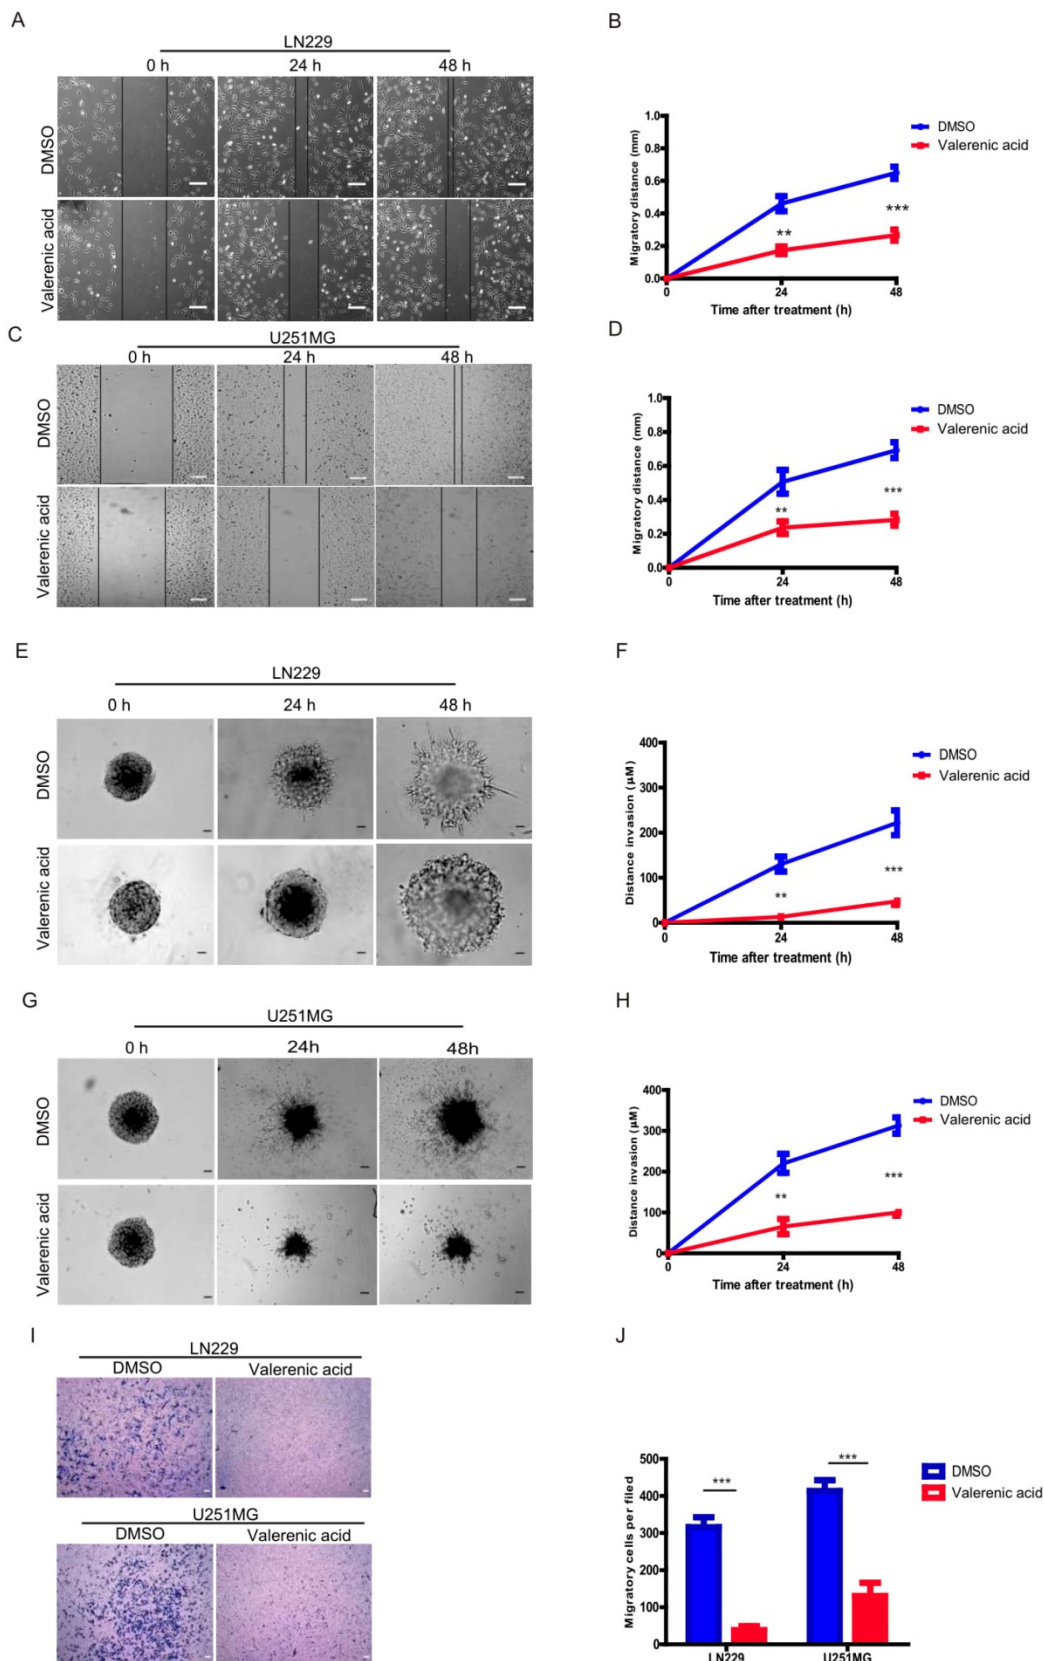 A
LN229
0 h 24 h 48 h
DMSO
Valerenic acid
B
1.0
0.8
0.6
0.4
0.2
0.0
Migratory distance (mm)
** ***
0 24 48
Time after treatment (h)
DMSO
Valerenic acid
C
U251MG
0 h 24 h 48 h
DMSO
Valerenic acid
D
1.0
0.8
0.6
0.4
0.2
0.0
Migratory distance (mm)
** ***
0 24 48
Time after treatment (h)
DMSO
Valerenic acid
E
LN229
0 h 24 h 48 h
DMSO
Valerenic acid
F
400
300
200
100
0
Distance invasion (μM)
** ***
0 24 48
Time after treatment (h)
DMSO
Valerenic acid
G
U251MG
0 h 24h 48h
DMSO
Valerenic acid
H
400
300
200
100
0
Distance invasion (μM)
** ***
0 24 48
Time after treatment (h)
DMSO
Valerenic acid
I
LN229
DMSO Valerenic acid
U251MG
DMSO Valerenic acid
J
500
400
300
200
100
0
Migratory cells per filed
*** ***
LN229 U251MG
DMSO
Valerenic acid